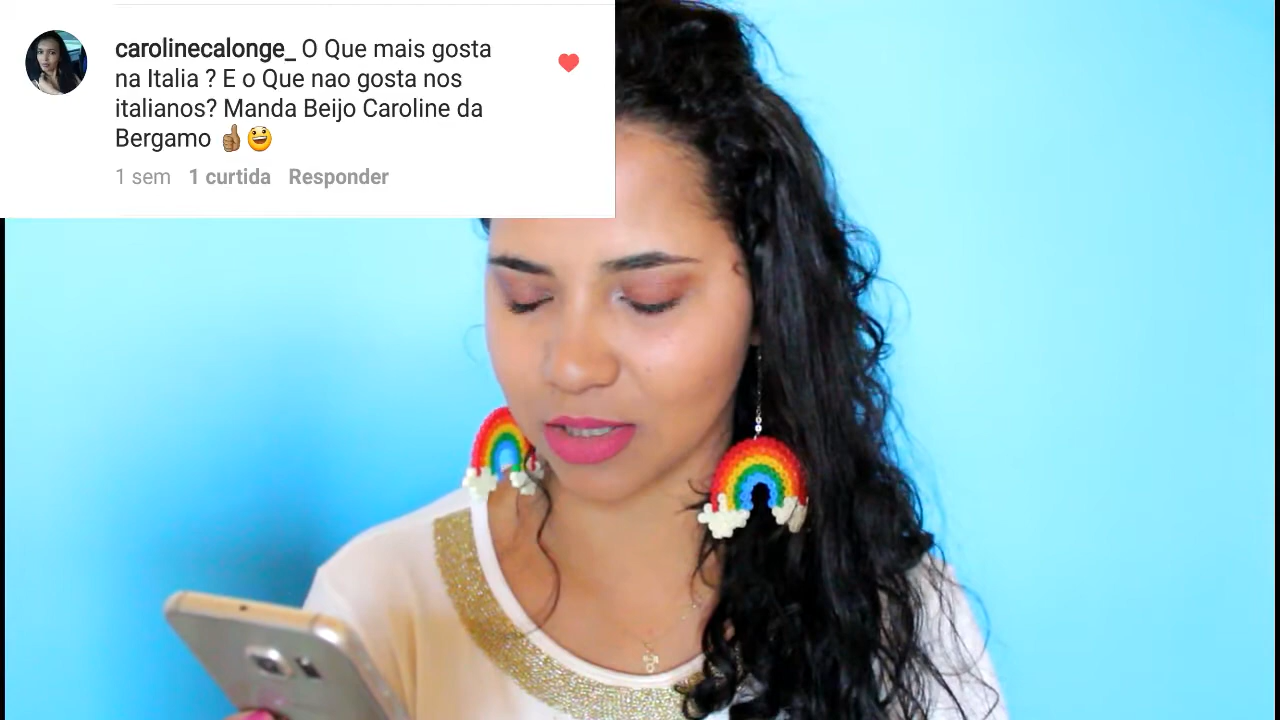 carolinecalonge_ O Que mais gosta
na Italia ? E o Que nao gosta nos
italianos? Manda Beijo Caroline da
Bergamo 👍🏽😃
1 sem 1 curtida Responder